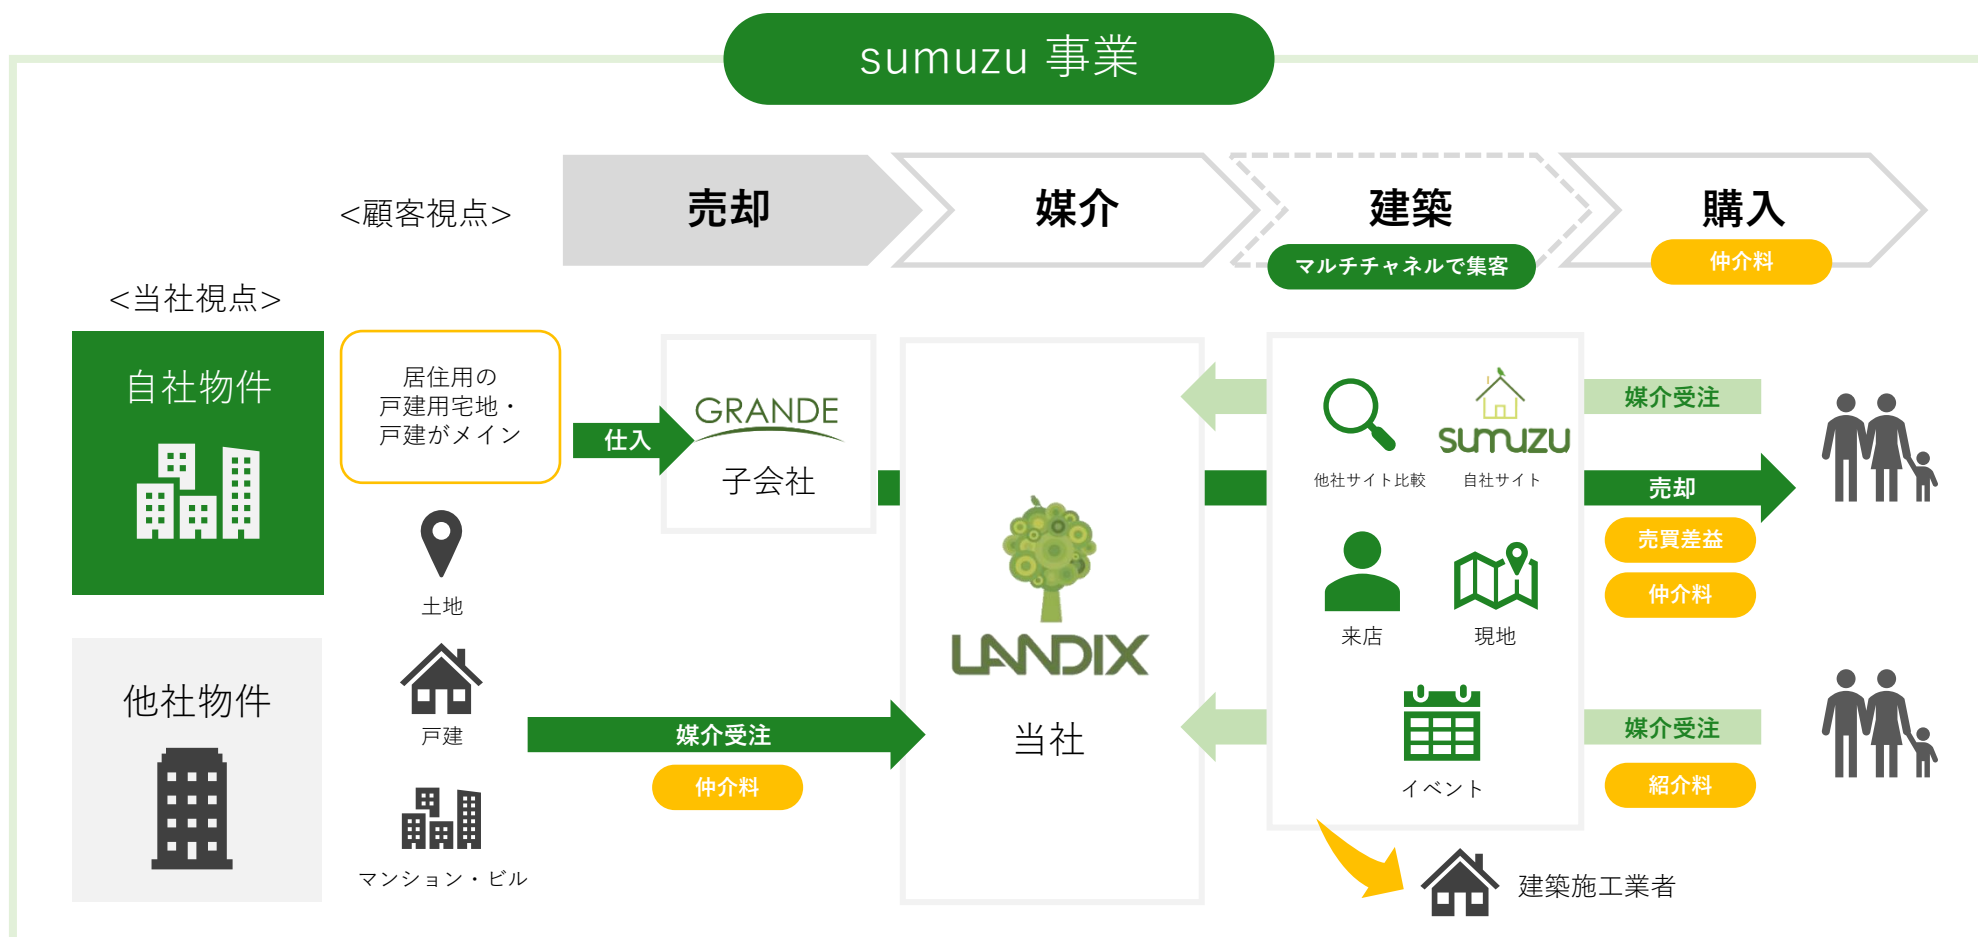 sumuzu 事業
<顧客視点>
売却
媒介
建築
購入
マルチチャネルで集客
仲介料
<当社視点>
自社物件
居住用の
戸建用宅地・
戸建がメイン
仕入
GRANDE
子会社
LANDIX
当社
他社サイト比較
sumuzu
自社サイト
来店
現地
イベント
媒介受注
売却
売買差益
仲介料
土地
戸建
マンション・ビル
他社物件
媒介受注
仲介料
媒介受注
紹介料
建築施工業者